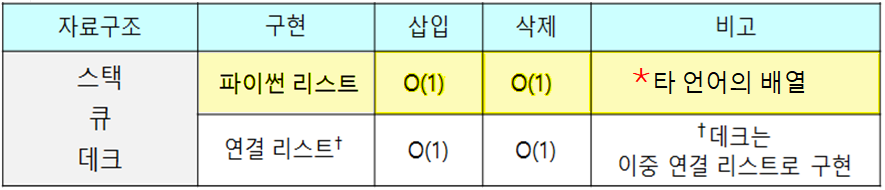 자료구조 구현 삽입 삭제 비고
스택
큐
데크
파이썬 리스트 O(1) O(1) *타 언어의 배열
연결 리스트† O(1) O(1) †데크는
이중 연결 리스트로 구현